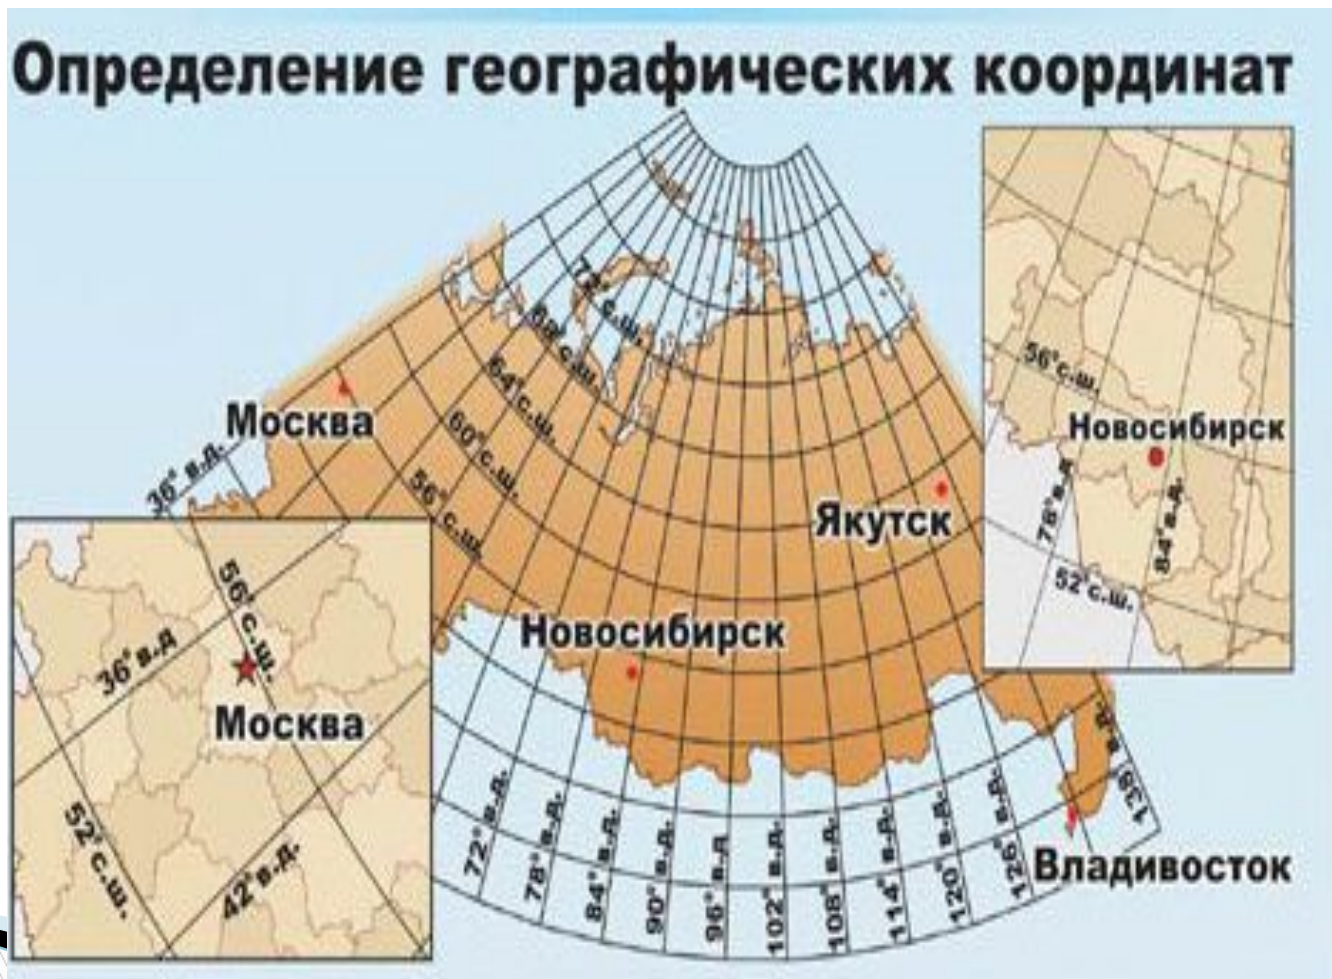 Определение географических координат
72° с.ш.
68° с.ш.
64° с.ш.
60° с.ш.
56° с.ш.
Москва
36° в.д.
Якутск
Новосибирск
Владивосток
72° в.д.
78° в.д.
84° в.д.
90° в.д.
96° в.д
102° в.д.
108° в.д.
114° в.д.
120° в.д.
126° в.д.
138° в.д.
56° с.ш.
36° в.д
Москва
52° с.ш.
42° в.д.
56° с.ш.
Новосибирск
78° в.д
84° в.д.
52° с.ш.